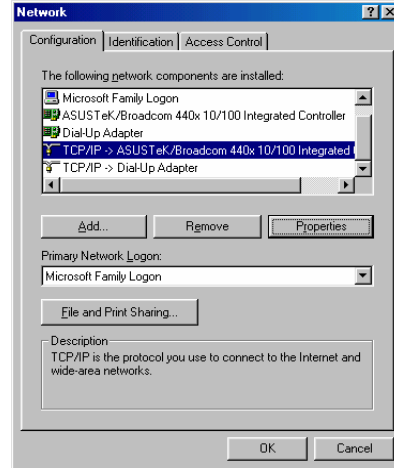 Network
Configuration Identification Access Control
The following network components are installed:
Microsoft Family Logon
ASUSTeK/Broadcom 440x 10/100 Integrated Controller
Dial-Up Adapter
TCP/IP -> ASUSTeK/Broadcom 440x 10/100 Integrated
TCP/IP -> Dial-Up Adapter
Add... Remove Properties
Primary Network Logon:
Microsoft Family Logon
File and Print Sharing...
Description
TCP/IP is the protocol you use to connect to the Internet and
wide-area networks.
OK Cancel